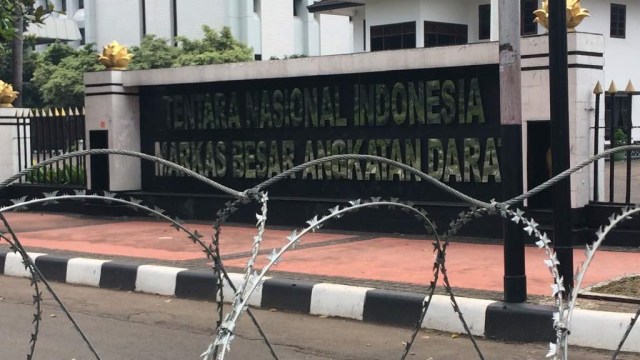 TENTARA NASIONAL INDONESIA
MARKAS BESAR ANGKATAN DARAT